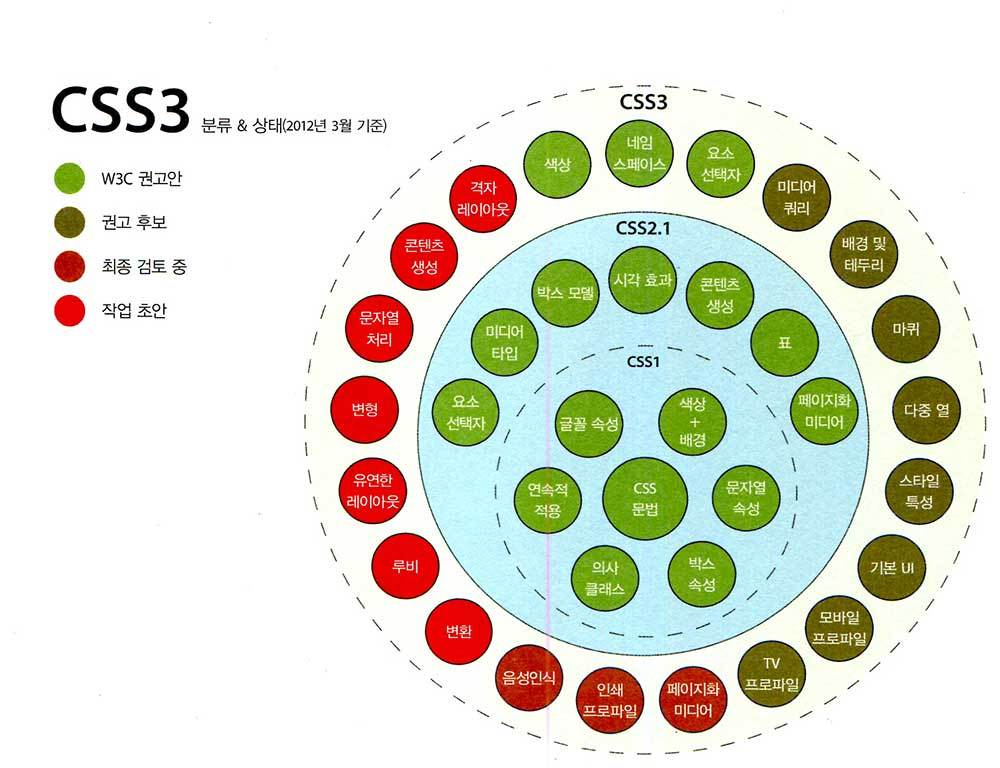 CSS3 분류 & 상태(2012년 3월 기준)
W3C 권고안
권고 후보
최종 검토 중
작업 초안
CSS3
색상
네임
스페이스
요소
선택자
미디어
쿼리
배경 및
테두리
마퀴
다중 열
스타일
특성
기본 UI
모바일
프로파일
TV
프로파일
페이지화
미디어
인쇄
프로파일
음성인식
변환
루비
유연한
레이아웃
변형
문자열
처리
콘텐츠
생성
격자
레이아웃
CSS2.1
요소
선택자
미디어
타입
박스 모델
시각 효과
콘텐츠
생성
표
페이지화
미디어
CSS1
글꼴 속성
색상
+
배경
연속적
적용
CSS
문법
문자열
속성
의사
클래스
박스
속성